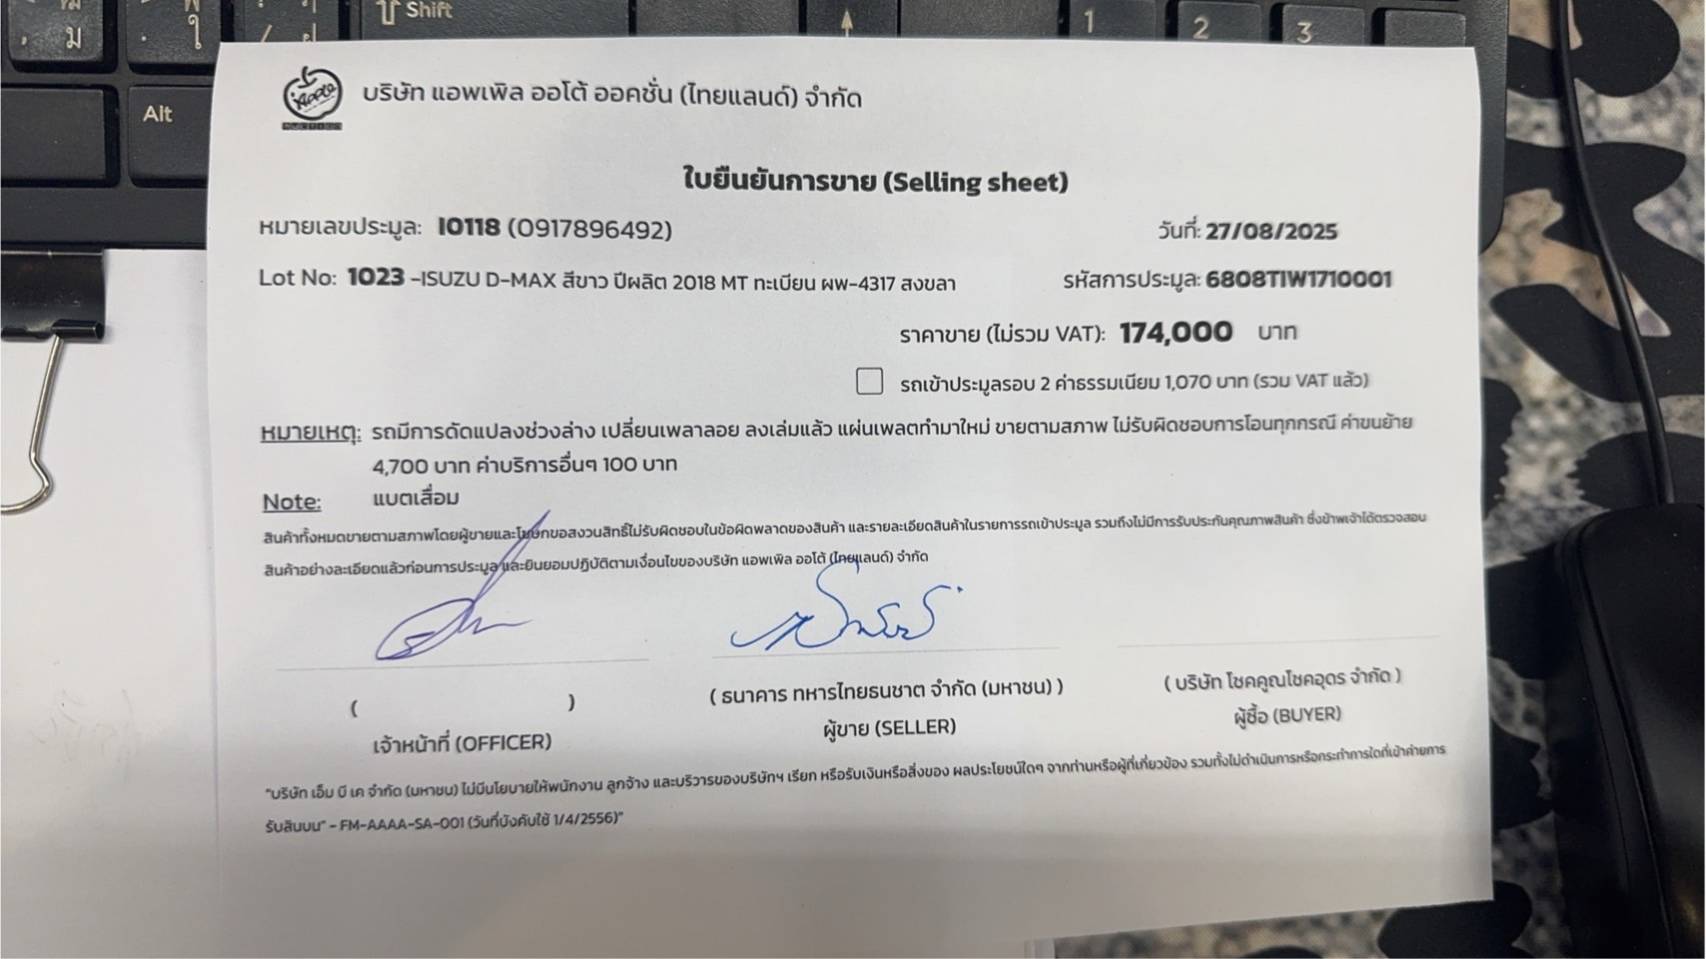 Shift
1
2
3
ม
ใ
Alt
Apple
บริษัท แอพเพิล ออโต้ ออคชั่น (ไทยแลนด์) จำกัด
ใบยืนยันการขาย (Selling sheet)
หมายเลขประมูล: I0118 (0917896492)
วันที่: 27/08/2025
Lot No: 1023 -ISUZU D-MAX สีขาว ปีผลิต 2018 MT ทะเบียน ผพ-4317 สงขลา
รหัสการประมูล: 6808TIW1710001
ราคาขาย (ไม่รวม VAT): 174,000 บาท
รถเข้าประมูลรอบ 2 ค่าธรรมเนียม 1,070 บาท (รวม VAT แล้ว)
หมายเหตุ: รถมีการดัดแปลงช่วงล่าง เปลี่ยนเพลาลอย ลงเล่มแล้ว แผ่นเพลตทำมาใหม่ ขายตามสภาพ ไม่รับผิดชอบการโอนทุกกรณี ค่าขนย้าย
4,700 บาท ค่าบริการอื่นๆ 100 บาท
Note: แบตเสื่อม
สินค้าทั้งหมดขายตามสภาพโดยผู้ขายและโฆษกขอสงวนสิทธิ์ไม่รับผิดชอบในข้อผิดพลาดของสินค้า และรายละเอียดสินค้าในรายการรถเข้าประมูล รวมถึงไม่มีการรับประกันคุณภาพสินค้า ซึ่งข้าพเจ้าได้ตรวจสอบ
สินค้าอย่างละเอียดแล้วก่อนการประมูล และยินยอมปฏิบัติตามเงื่อนไขของบริษัท แอพเพิล ออโต้ (ไทยแลนด์) จำกัด
( )
( ธนาคาร ทหารไทยธนชาต จำกัด (มหาชน) )
( บริษัท โชคคูณโชคอุดร จำกัด )
เจ้าหน้าที่ (OFFICER)
ผู้ขาย (SELLER)
ผู้ซื้อ (BUYER)
"บริษัท เอ็ม บี เค จำกัด (มหาชน) ไม่มีนโยบายให้พนักงาน ลูกจ้าง และบริวารของบริษัทฯ เรียก หรือรับเงินหรือสิ่งของ ผลประโยชน์ใดๆ จากท่านหรือผู้ที่เกี่ยวข้อง รวมทั้งไม่ดำเนินการหรือกระทำการใดที่เข้าค่ายการ
รับสินบน" - FM-AAAA-SA-001 (วันที่บังคับใช้ 1/4/2556)"